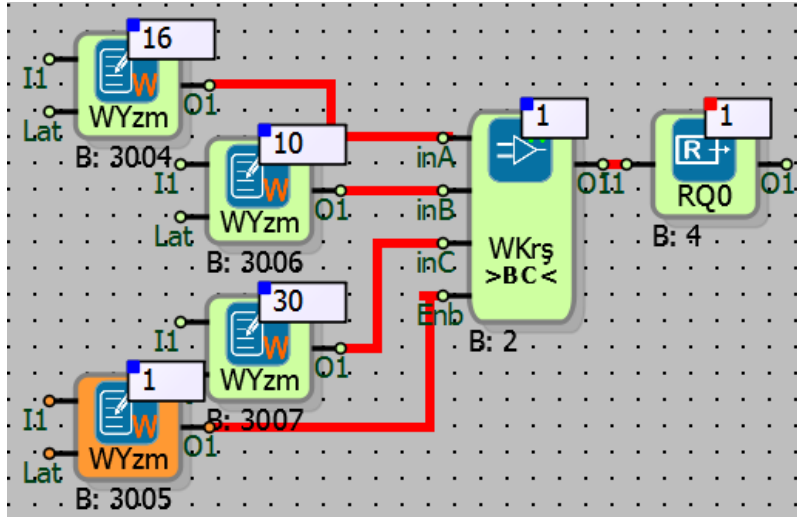 16
I1
W
O1
Lat
WYzm
B: 3004
10
I1
W
O1
Lat
WYzm
B: 3006
30
I1
W
O1
WYzm
B: 3007
1
I1
W
O1
Lat
WYzm
B: 3005
1
inA
inB
inC
Enb
O1
WKrş
>BC<
B: 2
1
I1
R
O1
RQ0
B: 4